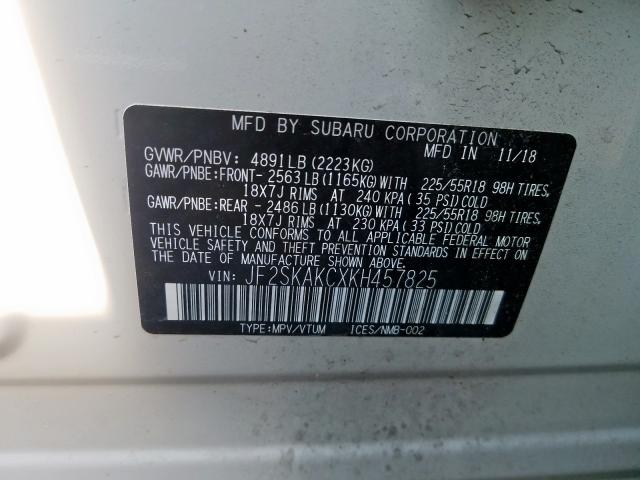 MFD BY SUBARU CORPORATION
GVWR/PNBV: 4891LB (2223KG) MFD IN 11/18
GAWR/PNBE:FRONT- 2563LB (1165KG)WITH 225/55R18 98H TIRES,
18X7J RIMS AT 240 KPA( 35 PSI)COLD
GAWR/PNBE:REAR - 2486LB (1130KG)WITH 225/55R18 98H TIRES,
18X7J RIMS AT 230 KPA( 33 PSI)COLD
THIS VEHICLE CONFORMS TO ALL APPLICABLE FEDERAL MOTOR
VEHICLE SAFETY AND THEFT PREVENTION STANDARDS IN EFFECT ON
THE DATE OF MANUFACTURE SHOWN ABOVE.
VIN: JF2SKAKCXKH457825
TYPE:MPV/VTUM ICES/NMB-002